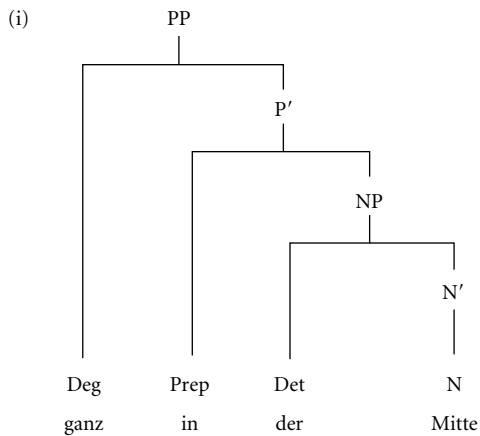 (i) PP
P′
NP
N′
Deg Prep Det N
ganz in der Mitte